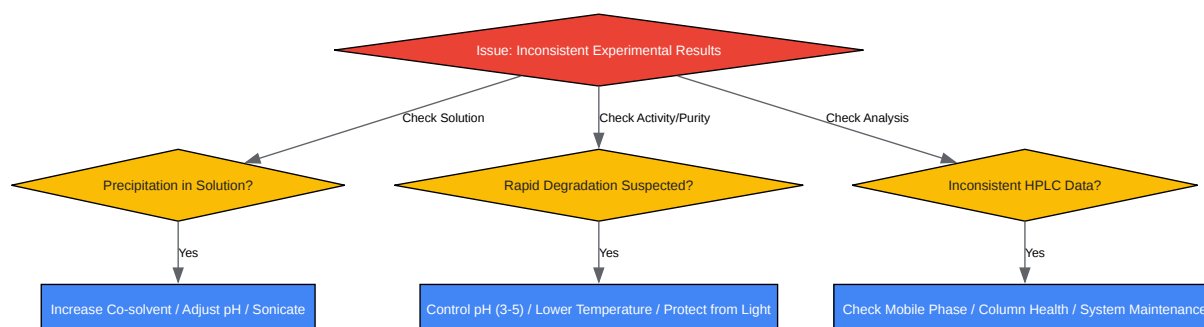 Issue: Inconsistent Experimental Results
Check Solution
Check Activity/Purity
Check Analysis
Precipitation in Solution?
Rapid Degradation Suspected?
Inconsistent HPLC Data?
Yes
Yes
Yes
Increase Co-solvent / Adjust pH / Sonicate
Control pH (3-5) / Lower Temperature / Protect from Light
Check Mobile Phase / Column Health / System Maintenance